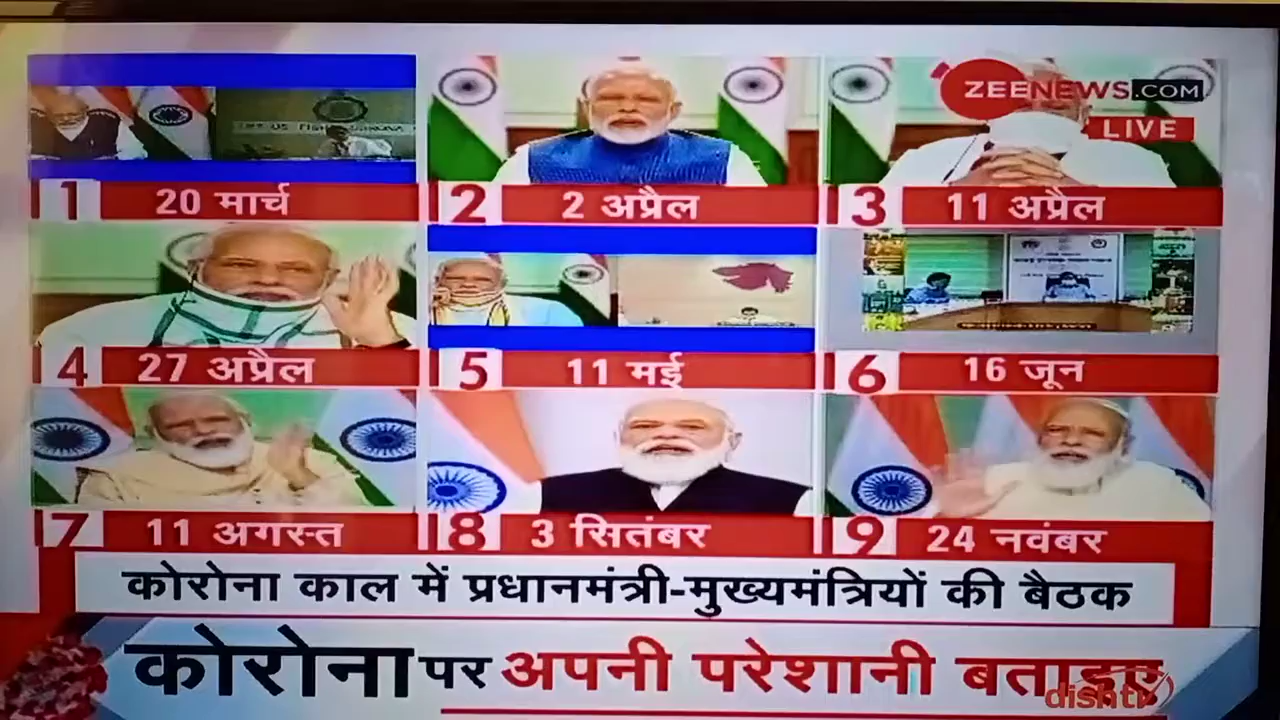 ZEENEWS.COM
LIVE
1 20 मार्च
2 2 अप्रैल
3 11 अप्रैल
4 27 अप्रैल
5 11 मई
6 16 जून
7 11 अगस्त
8 3 सितंबर
9 24 नवंबर
कोरोना काल में प्रधानमंत्री-मुख्यमंत्रियों की बैठक
कोरोना पर अपनी परेशानी बताइए
dishtv